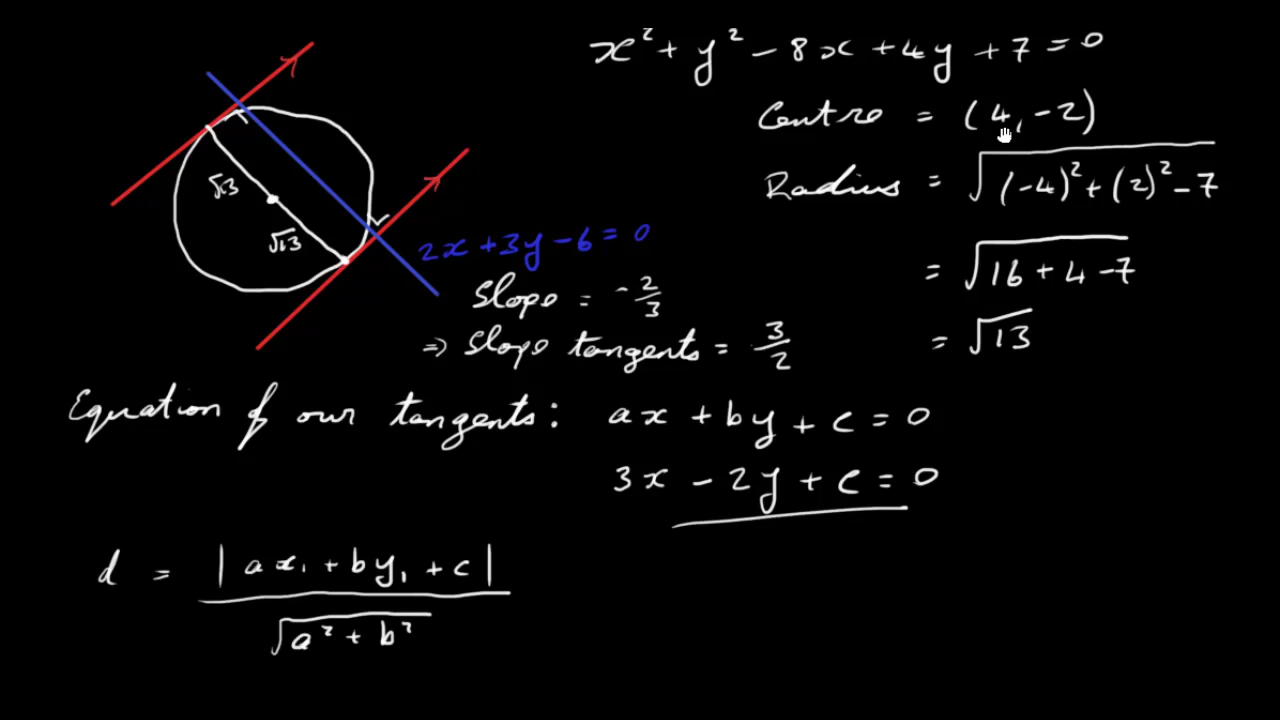 x² + y² - 8x + 4y + 7 = 0
Centre = (4, -2)
Radius = √((-4)² + (2)² - 7)
= √(16 + 4 - 7)
= √13
√13
√13
2x + 3y - 6 = 0
Slope = -2/3
⇒ Slope tangents = 3/2
Equation of our tangents: ax + by + c = 0
3x - 2y + c = 0
d = |ax₁ + by₁ + c| / √(a² + b²)